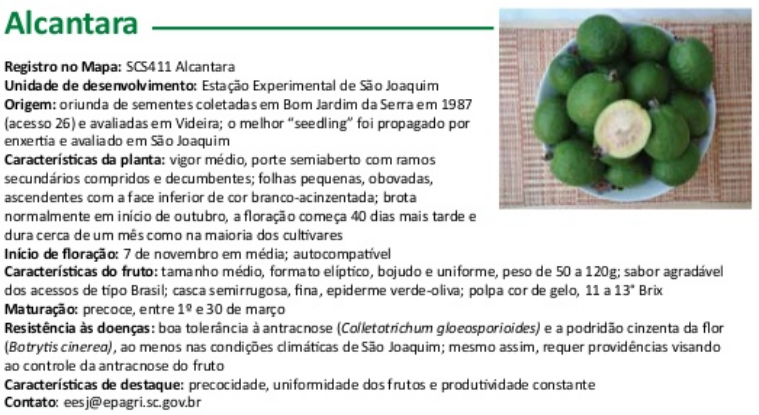 Alcantara
Registro no Mapa: SCS411 Alcantara
Unidade de desenvolvimento: Estação Experimental de São Joaquim
Origem: oriunda de sementes coletadas em Bom Jardim da Serra em 1987
(acesso 26) e avaliadas em Videira; o melhor “seedling” foi propagado por
enxertia e avaliado em São Joaquim
Características da planta: vigor médio, porte semiaberto com ramos
secundários compridos e decumbentes; folhas pequenas, obovadas,
ascendentes com a face inferior de cor branco-acinzentada; brota
normalmente em início de outubro, a floração começa 40 dias mais tarde e
dura cerca de um mês como na maioria dos cultivares
Início de floração: 7 de novembro em média; autocompatível
Características do fruto: tamanho médio, formato elíptico, bojudo e uniforme, peso de 50 a 120g; sabor agradável
dos acessos de tipo Brasil; casca semirrugosa, fina, epiderme verde-oliva; polpa cor de gelo, 11 a 13° Brix
Maturação: precoce, entre 1º e 30 de março
Resistência às doenças: boa tolerância à antracnose (Colletotrichum gloeosporioides) e a podridão cinzenta da flor
(Botrytis cinerea), ao menos nas condições climáticas de São Joaquim; mesmo assim, requer providências visando
ao controle da antracnose do fruto
Características de destaque: precocidade, uniformidade dos frutos e produtividade constante
Contato: eesj@epagri.sc.gov.br